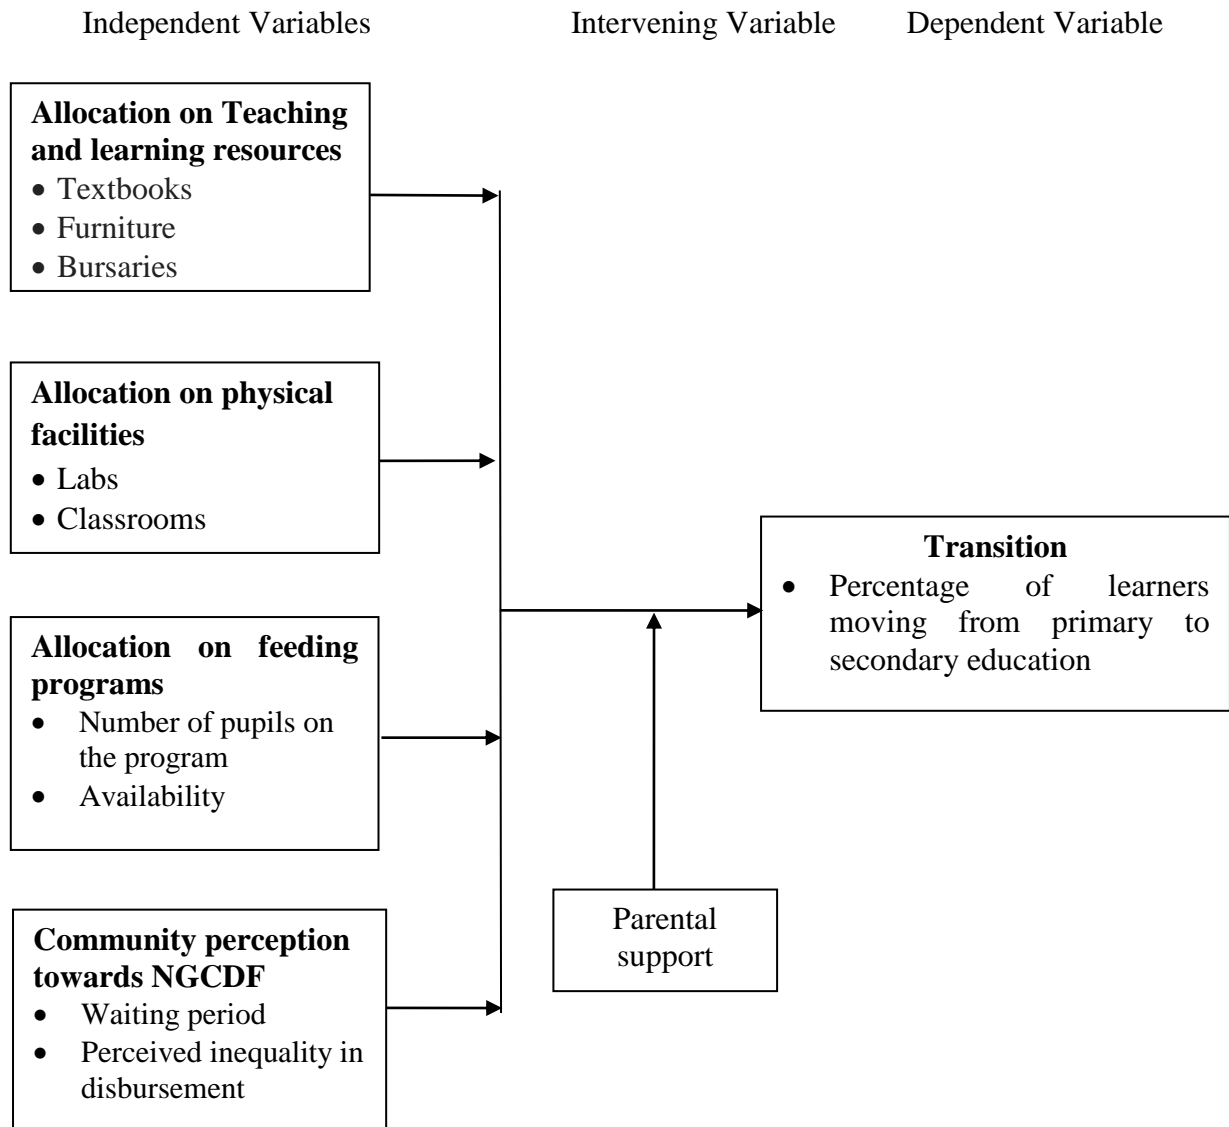 Independent Variables Intervening Variable Dependent Variable
Allocation on Teaching
and learning resources
• Textbooks
• Furniture
• Bursaries
Allocation on physical
facilities
• Labs
• Classrooms
Allocation on feeding
programs
• Number of pupils on
the program
• Availability
Community perception
towards NGCDF
• Waiting period
• Perceived inequality in
disbursement
Parental
support
Transition
• Percentage of learners
moving from primary to
secondary education